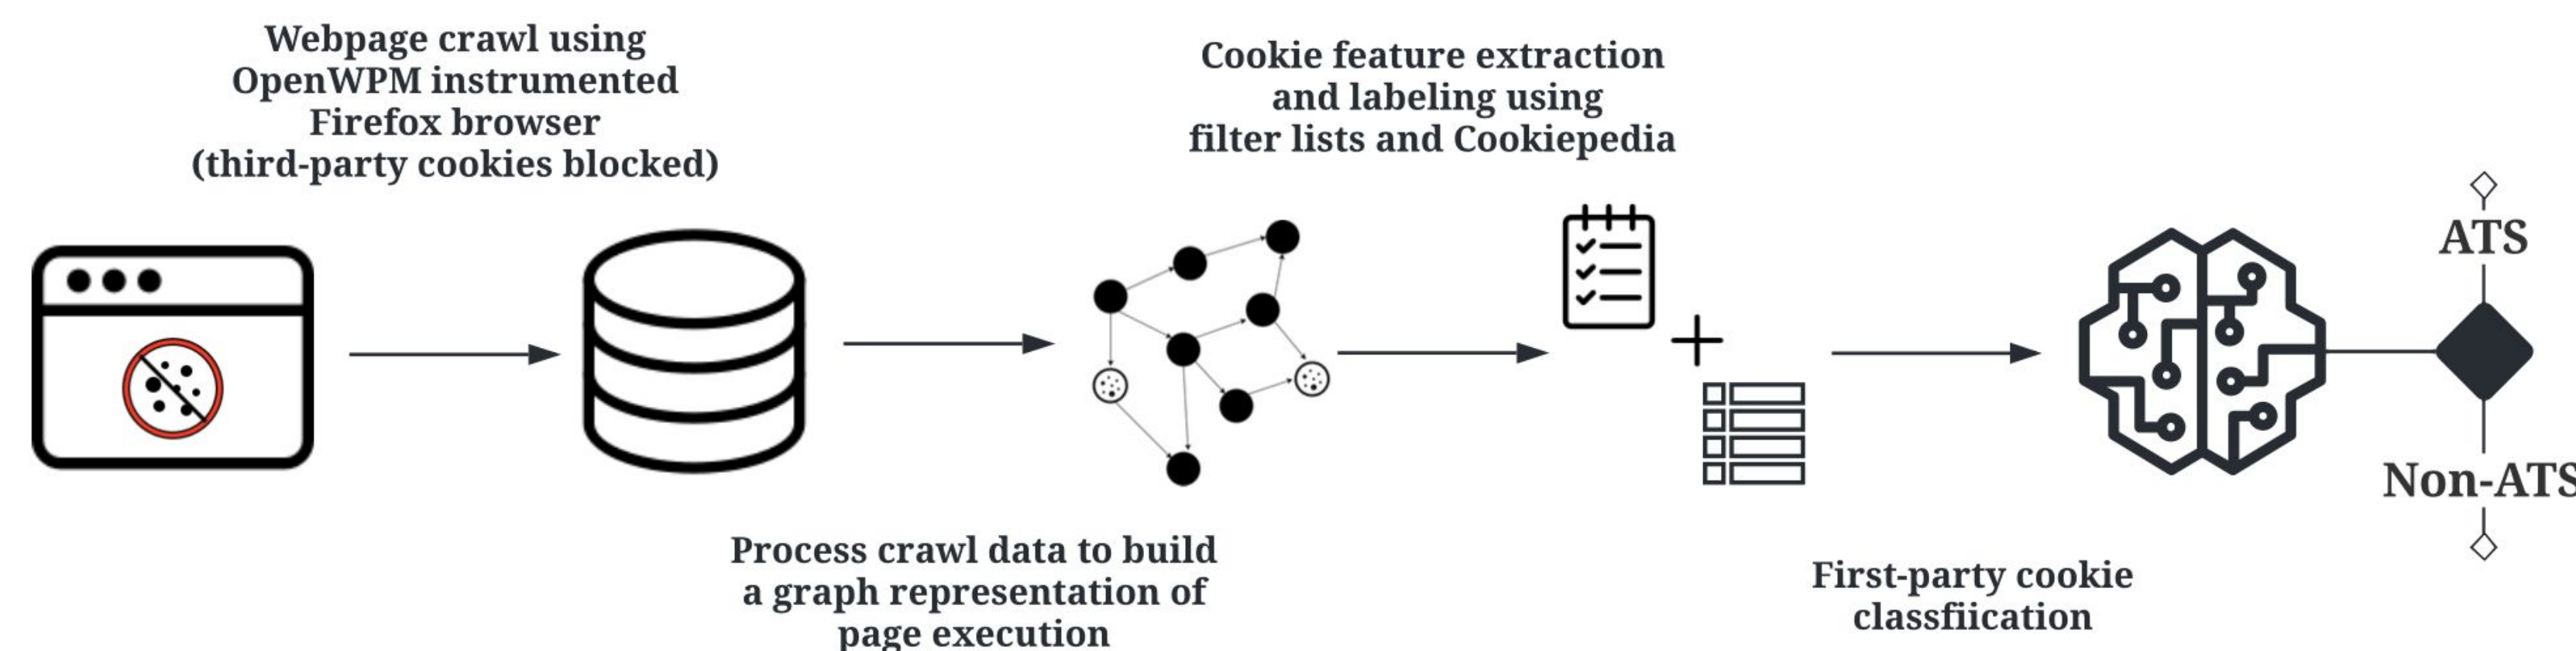 Webpage crawl using
OpenWPM instrumented
Firefox browser
(third-party cookies blocked)
Process crawl data to build
a graph representation of
page execution
Cookie feature extraction
and labeling using
filter lists and Cookiepedia
First-party cookie
classfiication
ATS
Non-ATS